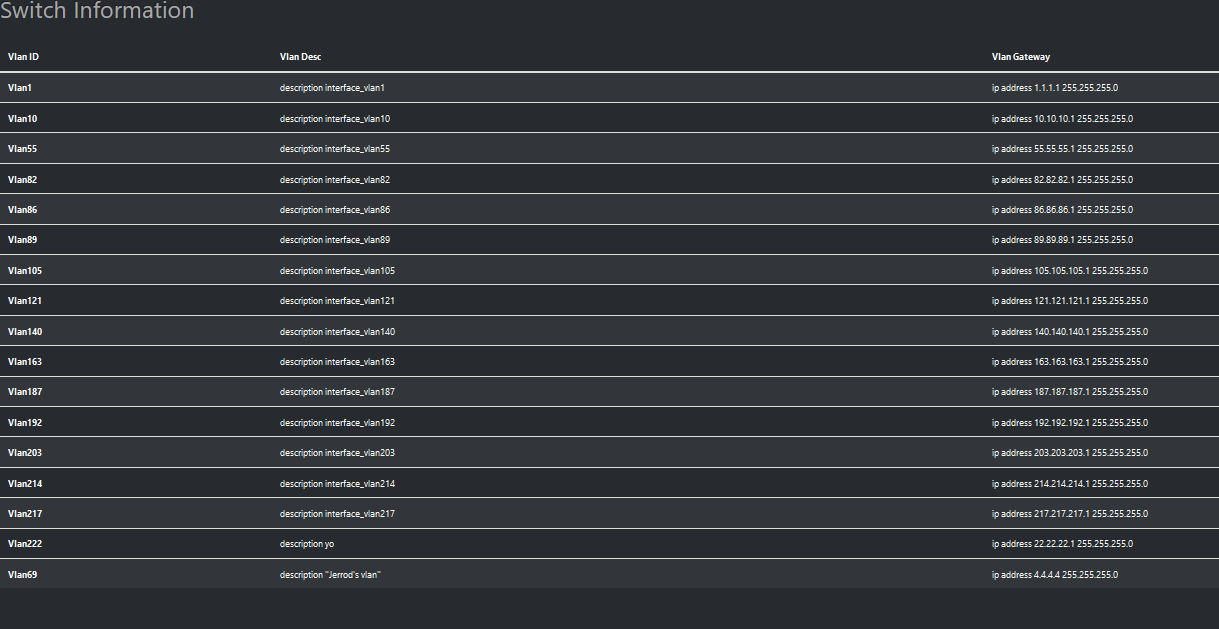 Switch Information
Vlan ID Vlan Desc Vlan Gateway
Vlan1 description interface_vlan1 ip address 1.1.1.1 255.255.255.0
Vlan10 description interface_vlan10 ip address 10.10.10.1 255.255.255.0
Vlan55 description interface_vlan55 ip address 55.55.55.1 255.255.255.0
Vlan82 description interface_vlan82 ip address 82.82.82.1 255.255.255.0
Vlan86 description interface_vlan86 ip address 86.86.86.1 255.255.255.0
Vlan89 description interface_vlan89 ip address 89.89.89.1 255.255.255.0
Vlan105 description interface_vlan105 ip address 105.105.105.1 255.255.255.0
Vlan121 description interface_vlan121 ip address 121.121.121.1 255.255.255.0
Vlan140 description interface_vlan140 ip address 140.140.140.1 255.255.255.0
Vlan163 description interface_vlan163 ip address 163.163.163.1 255.255.255.0
Vlan187 description interface_vlan187 ip address 187.187.187.1 255.255.255.0
Vlan192 description interface_vlan192 ip address 192.192.192.1 255.255.255.0
Vlan203 description interface_vlan203 ip address 203.203.203.1 255.255.255.0
Vlan214 description interface_vlan214 ip address 214.214.214.1 255.255.255.0
Vlan217 description interface_vlan217 ip address 217.217.217.1 255.255.255.0
Vlan222 description yo ip address 22.22.22.1 255.255.255.0
Vlan69 description "Jerrod's vlan" ip address 4.4.4.4 255.255.255.0